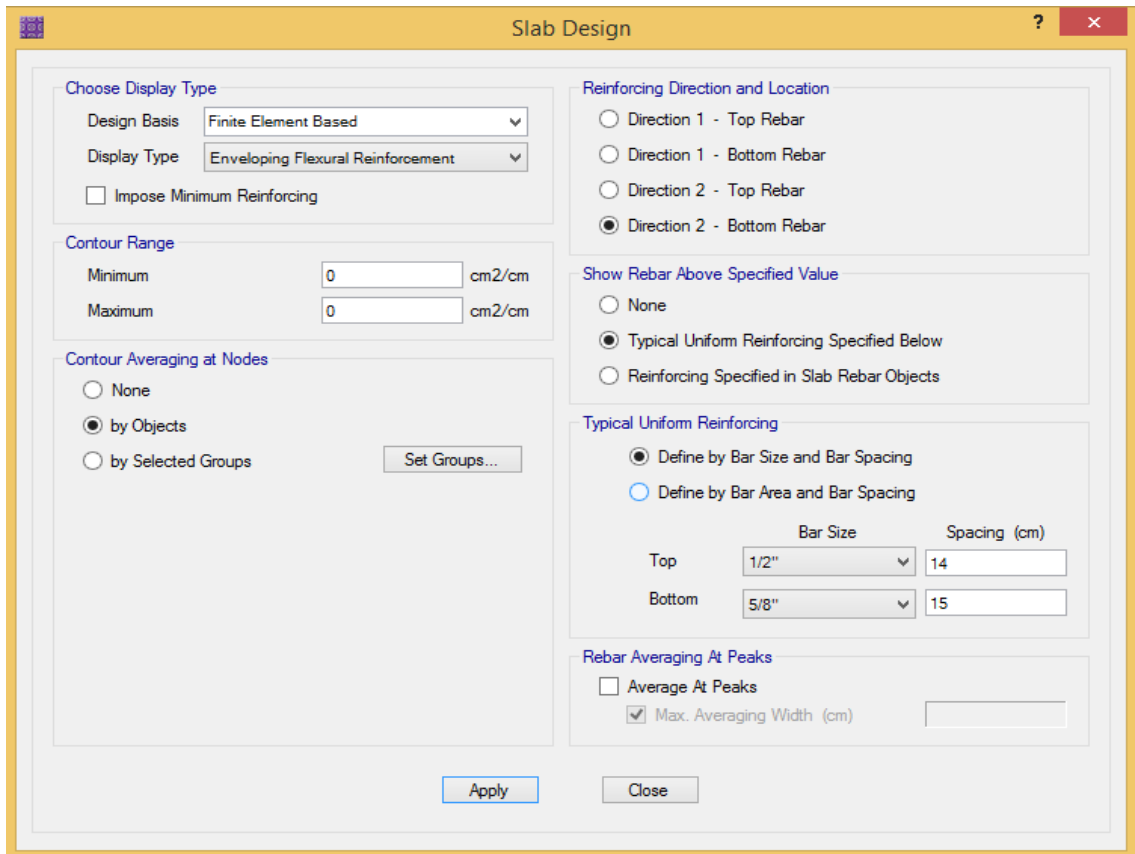 Slab Design
?
Choose Display Type
Design Basis Finite Element Based
Display Type Enveloping Flexural Reinforcement
Impose Minimum Reinforcing
Contour Range
Minimum 0 cm2/cm
Maximum 0 cm2/cm
Contour Averaging at Nodes
None
by Objects
by Selected Groups Set Groups...
Reinforcing Direction and Location
Direction 1 - Top Rebar
Direction 1 - Bottom Rebar
Direction 2 - Top Rebar
Direction 2 - Bottom Rebar
Show Rebar Above Specified Value
None
Typical Uniform Reinforcing Specified Below
Reinforcing Specified in Slab Rebar Objects
Typical Uniform Reinforcing
Define by Bar Size and Bar Spacing
Define by Bar Area and Bar Spacing
Bar Size Spacing (cm)
Top 1/2" 14
Bottom 5/8" 15
Rebar Averaging At Peaks
Average At Peaks
Max. Averaging Width (cm)
Apply Close